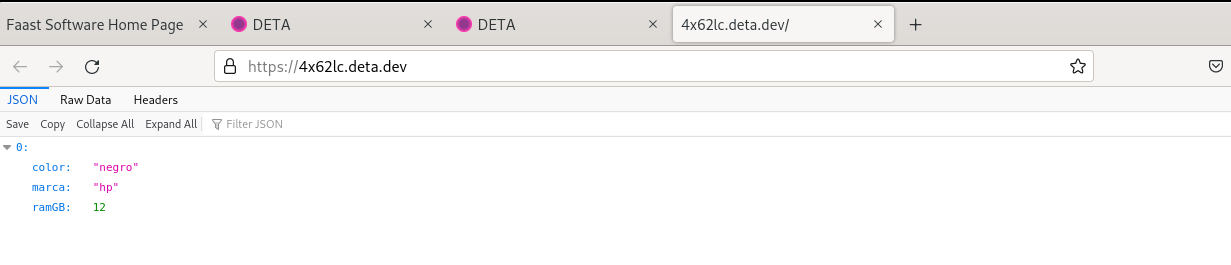 Faast Software Home Page × DETA × DETA × 4x62lc.deta.dev/ × +
https://4x62lc.deta.dev
JSON Raw Data Headers
Save Copy Collapse All Expand All Filter JSON
0:
color: "negro"
marca: "hp"
ramGB: 12